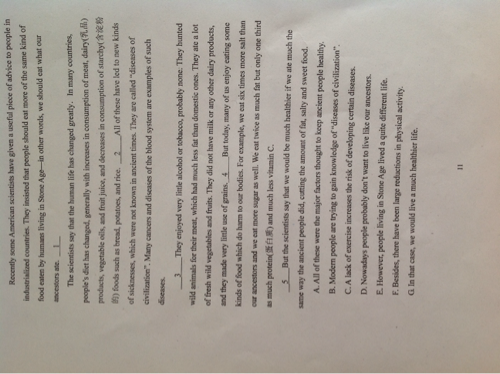 Recently some American scientists have given a useful piece of advice to people in
industrialized countries. They insisted that people should eat more of the same kind of
food eaten by humans living in Stone Age—in other words, we should eat what our
ancestors ate. __1__
The scientists say that the human life has changed greatly. In many countries,
people's diet has changed, generally with increases in consumption of meat, dairy(乳品)
products, vegetable oils, and fruit juice, and decreases in consumption of starchy(含淀粉
的) foods such as bread, potatoes, and rice. __2__ All of these have led to new kinds
of sicknesses, which were not known in ancient times. They are called "diseases of
civilization". Many cancers and diseases of the blood system are examples of such
diseases.
__3__ They enjoyed very little alcohol or tobacco, probably none. They hunted
wild animals for their meat, which had much less fat than domestic ones. They ate a lot
of fresh wild vegetables and fruits. They did not have milk or any other dairy products,
and they made very little use of grains. __4__ But today, many of us enjoy eating some
kinds of food which do harm to our bodies. For example, we eat six times more salt than
our ancestors and we eat more sugar as well. We eat twice as much fat but only one third
as much protein(蛋白质) and much less vitamin C.
__5__ But the scientists say that we would be much healthier if we ate much the
same way the ancient people did, cutting the amount of fat, salty and sweet food.
A. All of these were the major factors thought to keep ancient people healthy.
B. Modern people are trying to gain knowledge of "diseases of civilization".
C. A lack of exercise increases the risk of developing certain diseases.
D. Nowadays people probably don't want to live like our ancestors.
E. However, people living in Stone Age lived a quite different life.
F. Besides, there have been large reductions in physical activity.
G. In that case, we would live a much healthier life.
11